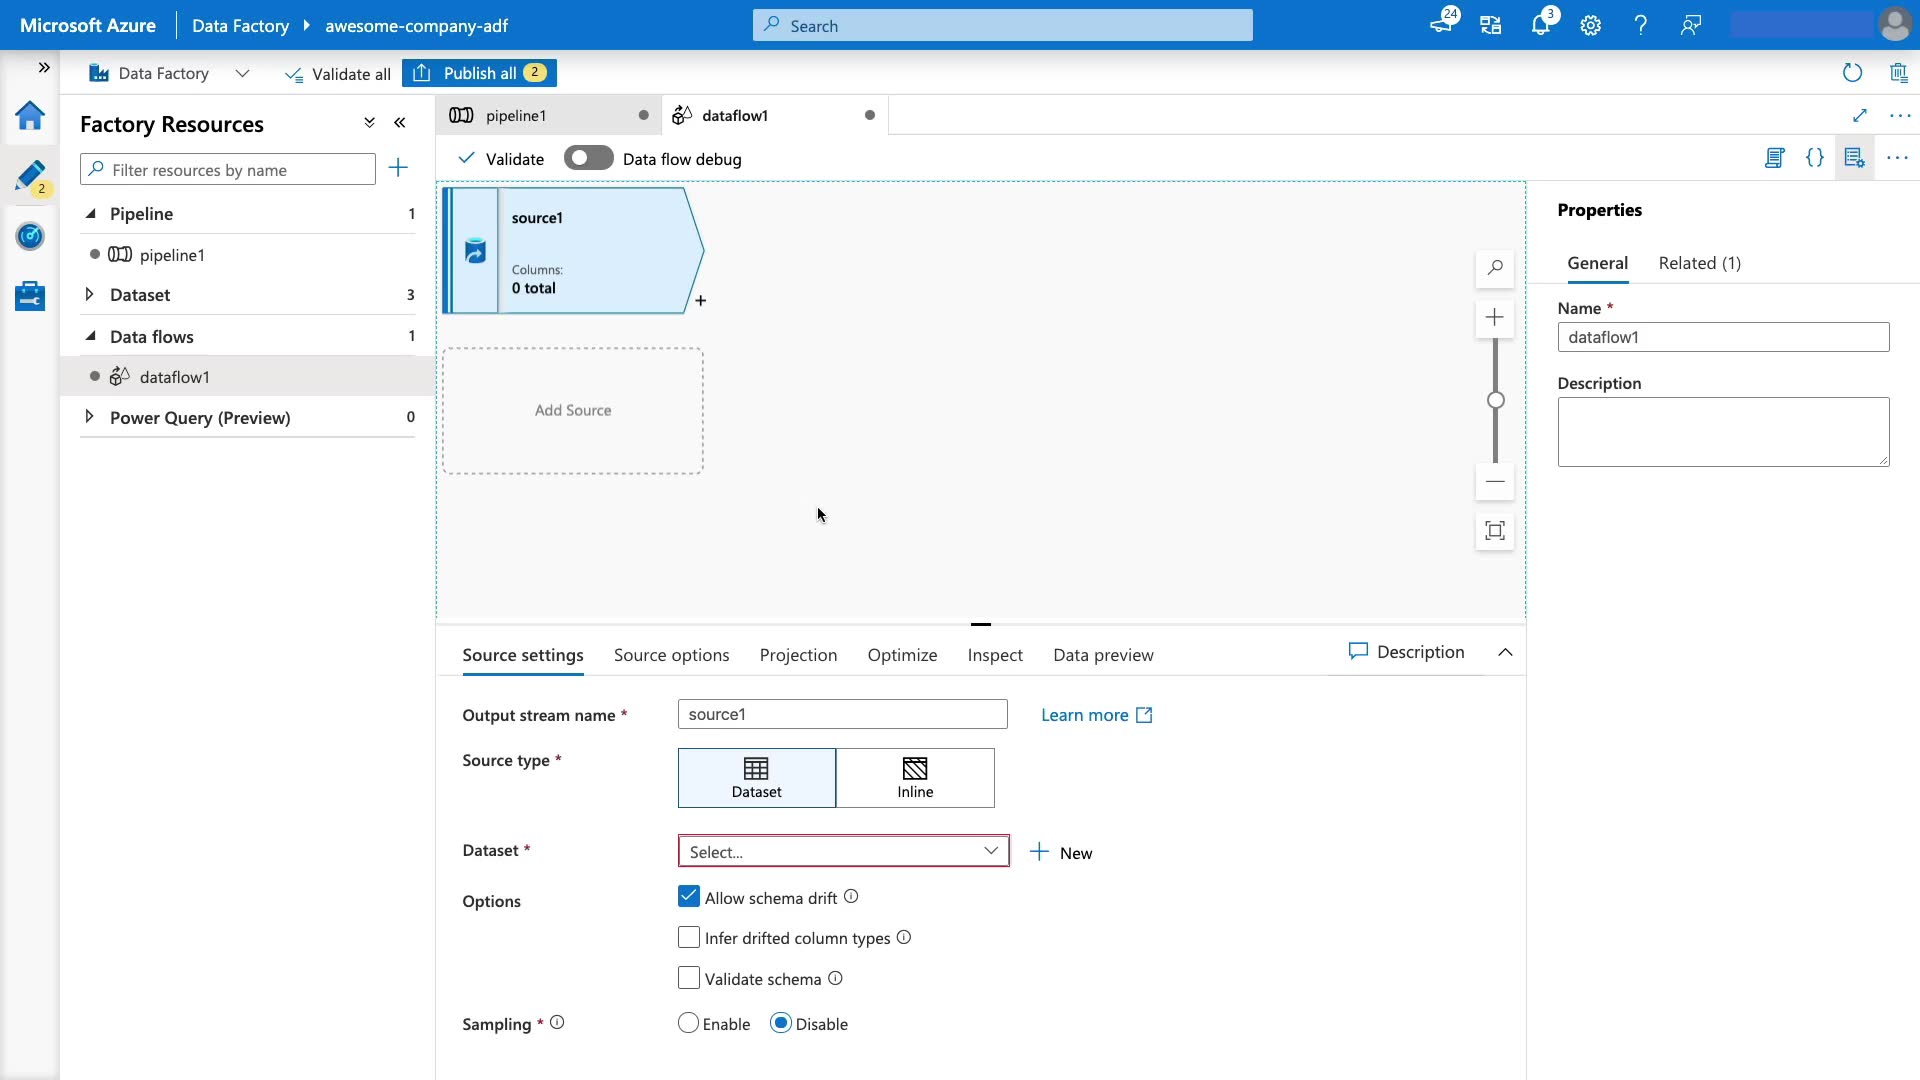 Microsoft Azure
Data Factory
awesome-company-adf
Search
24
3
Data Factory
Validate all
Publish all 2
Factory Resources
pipeline1
dataflow1
Filter resources by name
Validate
Data flow debug
{}
2
Pipeline 1
pipeline1
Dataset 3
Data flows 1
dataflow1
Power Query (Preview) 0
source1
Columns:
0 total
+
Add Source
Properties
General
Related (1)
Name *
dataflow1
Description
Source settings
Source options
Projection
Optimize
Inspect
Data preview
Description
Output stream name *
source1
Learn more
Source type *
Dataset
Inline
Dataset *
Select...
New
Options
Allow schema drift
Infer drifted column types
Validate schema
Sampling *
Enable
Disable